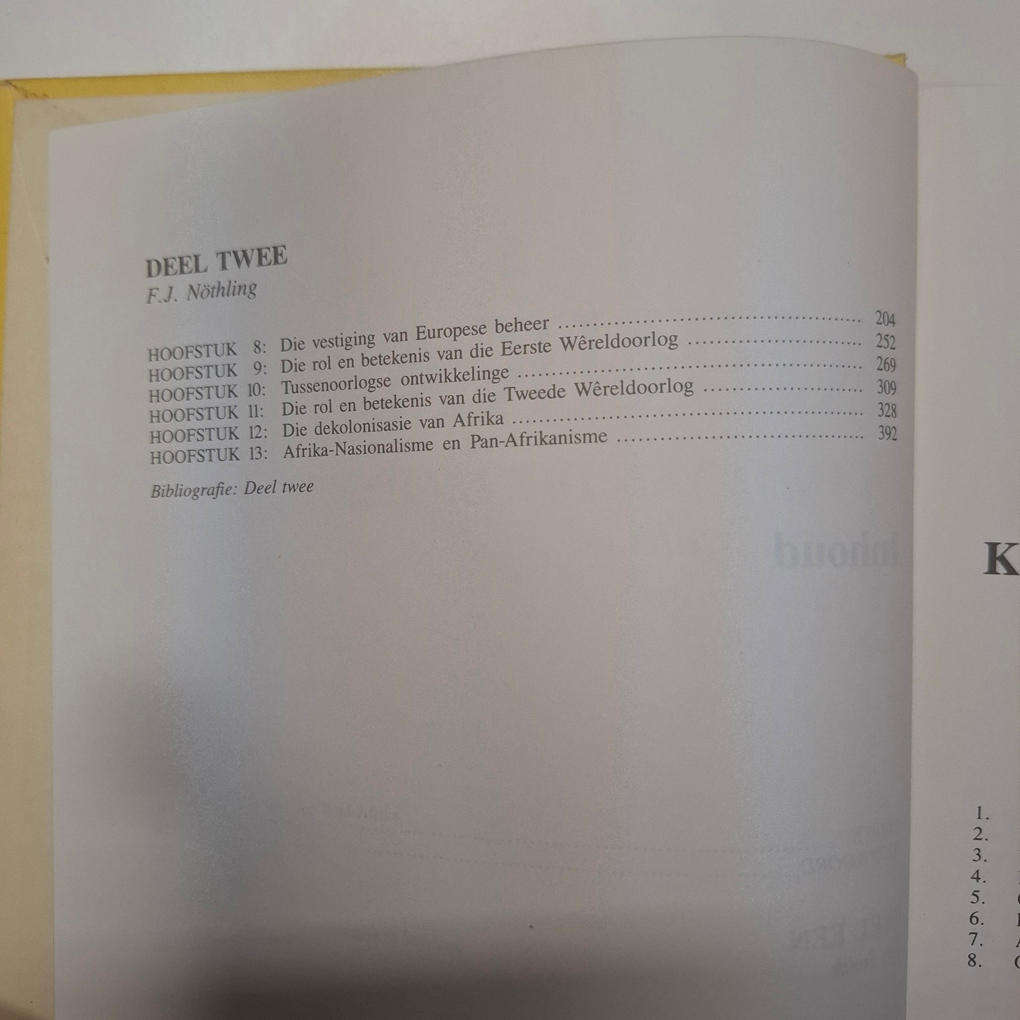 DEEL TWEE
F.J. Nöthling
HOOFSTUK 8: Die vestiging van Europese beheer ........................................ 204
HOOFSTUK 9: Die rol en betekenis van die Eerste Wêreldoorlog ........................ 252
HOOFSTUK 10: Tussenoorlogse ontwikkelinge ........................................ 269
HOOFSTUK 11: Die rol en betekenis van die Tweede Wêreldoorlog ........................ 309
HOOFSTUK 12: Die dekolonisasie van Afrika ........................................ 328
HOOFSTUK 13: Afrika-Nasionalisme en Pan-Afrikanisme ................................ 392
Bibliografie: Deel twee
Inhoud
K
1.
2.
3.
4.
5.
6.
7.
8.